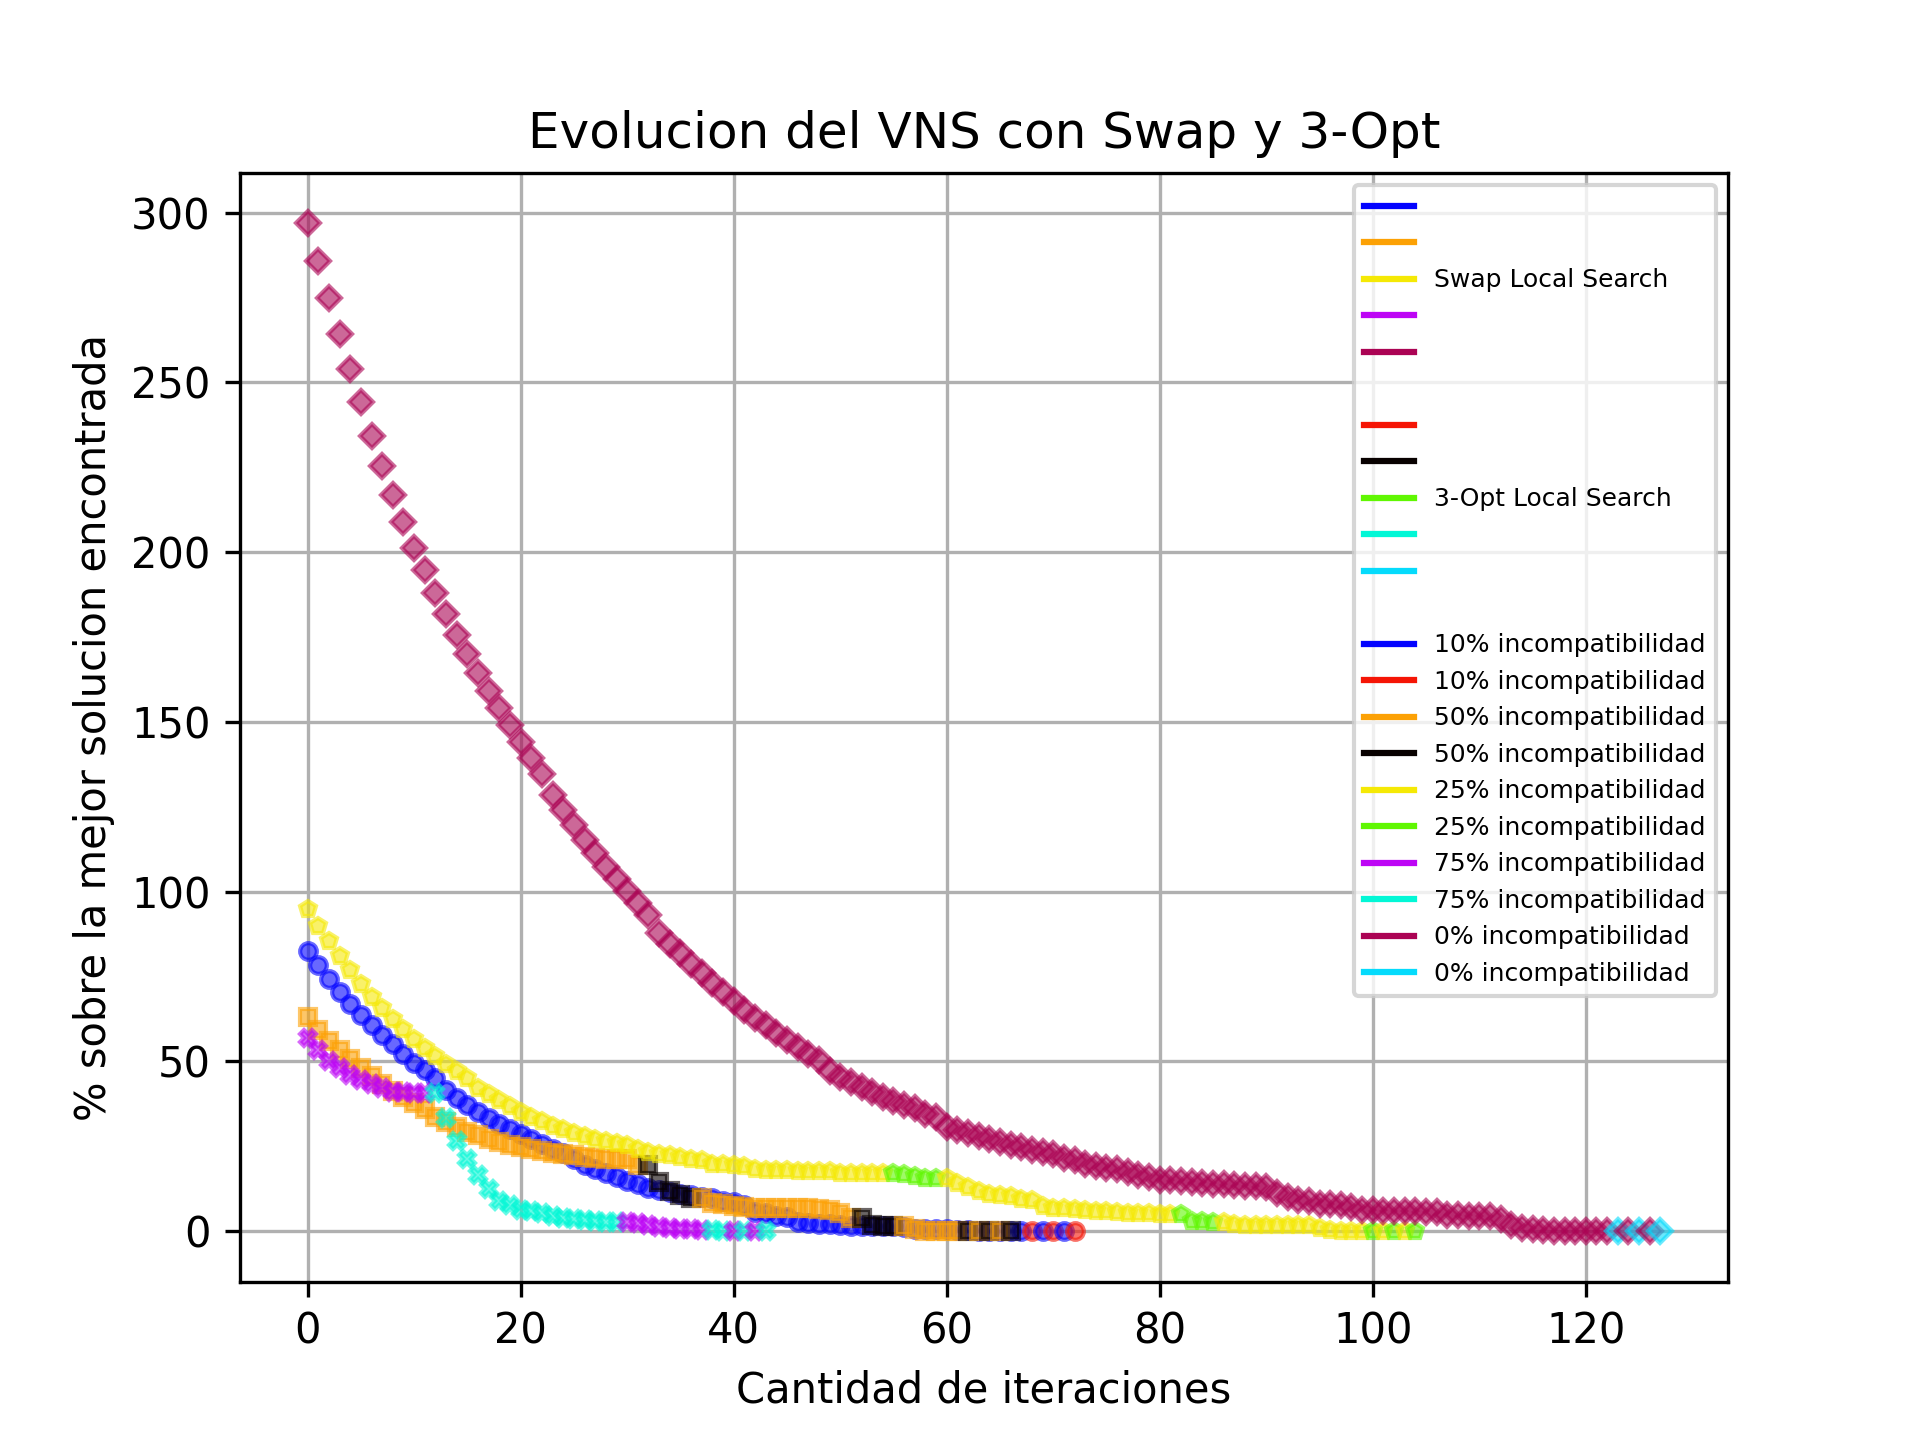 Evolucion del VNS con Swap y 3-Opt
% sobre la mejor solucion encontrada
300
250
200
150
100
50
0
0 20 40 60 80 100 120
Cantidad de iteraciones
Swap Local Search
3-Opt Local Search
10% incompatibilidad
10% incompatibilidad
50% incompatibilidad
50% incompatibilidad
25% incompatibilidad
25% incompatibilidad
75% incompatibilidad
75% incompatibilidad
0% incompatibilidad
0% incompatibilidad